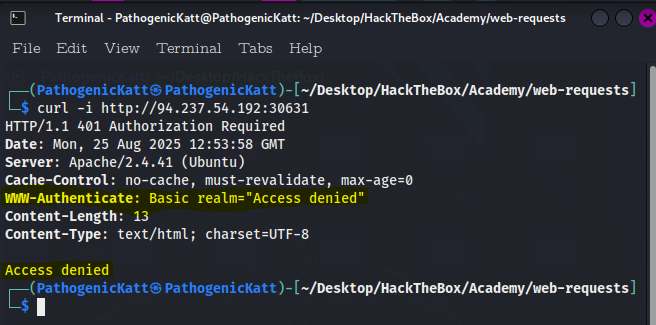 Terminal - PathogenicKatt@PathogenicKatt: ~/Desktop/HackTheBox/Academy/web-requests
File Edit View Terminal Tabs Help
┌──(PathogenicKatt㉿PathogenicKatt)-[~/Desktop/HackTheBox/Academy/web-requests]
└─$ curl -i http://94.237.54.192:30631
HTTP/1.1 401 Authorization Required
Date: Mon, 25 Aug 2025 12:53:58 GMT
Server: Apache/2.4.41 (Ubuntu)
Cache-Control: no-cache, must-revalidate, max-age=0
WWW-Authenticate: Basic realm="Access denied"
Content-Length: 13
Content-Type: text/html; charset=UTF-8
Access denied
┌──(PathogenicKatt㉿PathogenicKatt)-[~/Desktop/HackTheBox/Academy/web-requests]
└─$